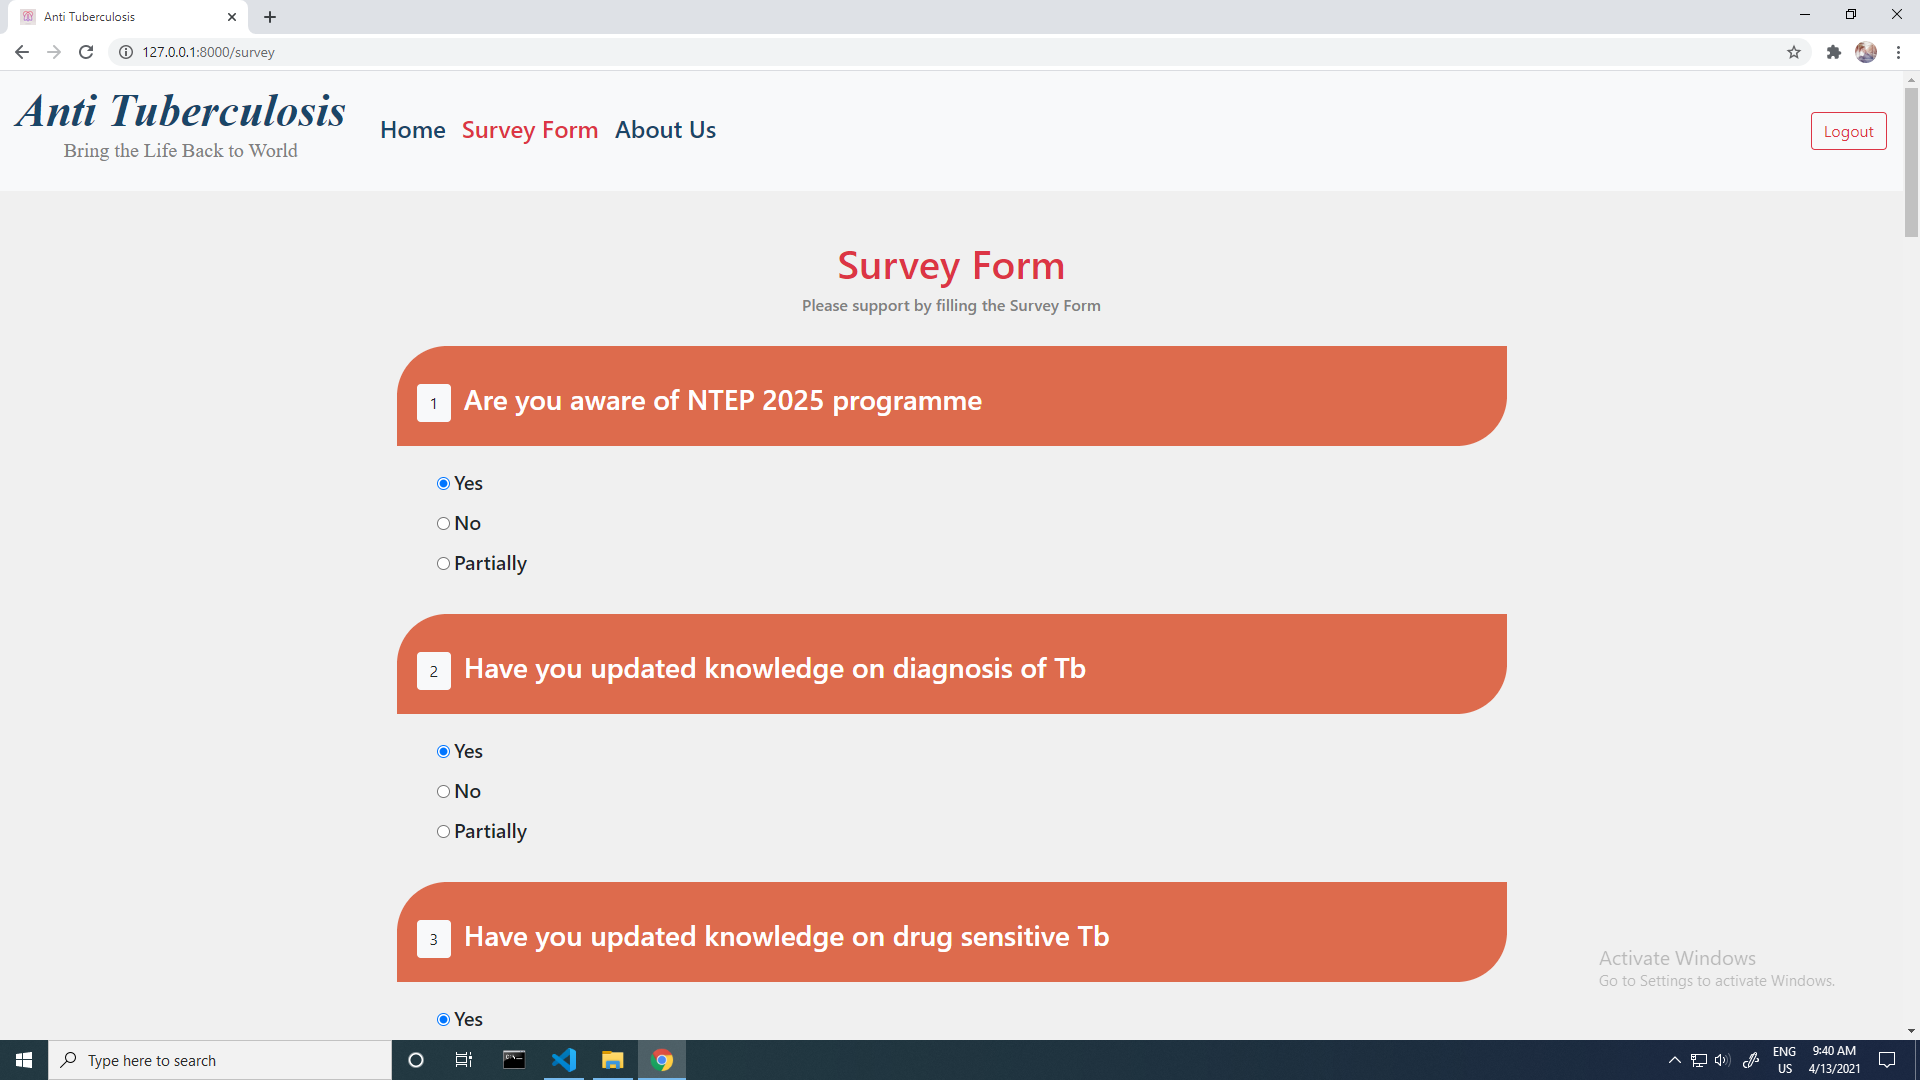 Anti Tuberculosis
127.0.0.1:8000/survey
Anti Tuberculosis
Bring the Life Back to World
Home Survey Form About Us
Logout
Survey Form
Please support by filling the Survey Form
1 Are you aware of NTEP 2025 programme
Yes
No
Partially
2 Have you updated knowledge on diagnosis of Tb
Yes
No
Partially
3 Have you updated knowledge on drug sensitive Tb
Yes
Activate Windows
Go to Settings to activate Windows.
Type here to search
ENG
US
9:40 AM
4/13/2021